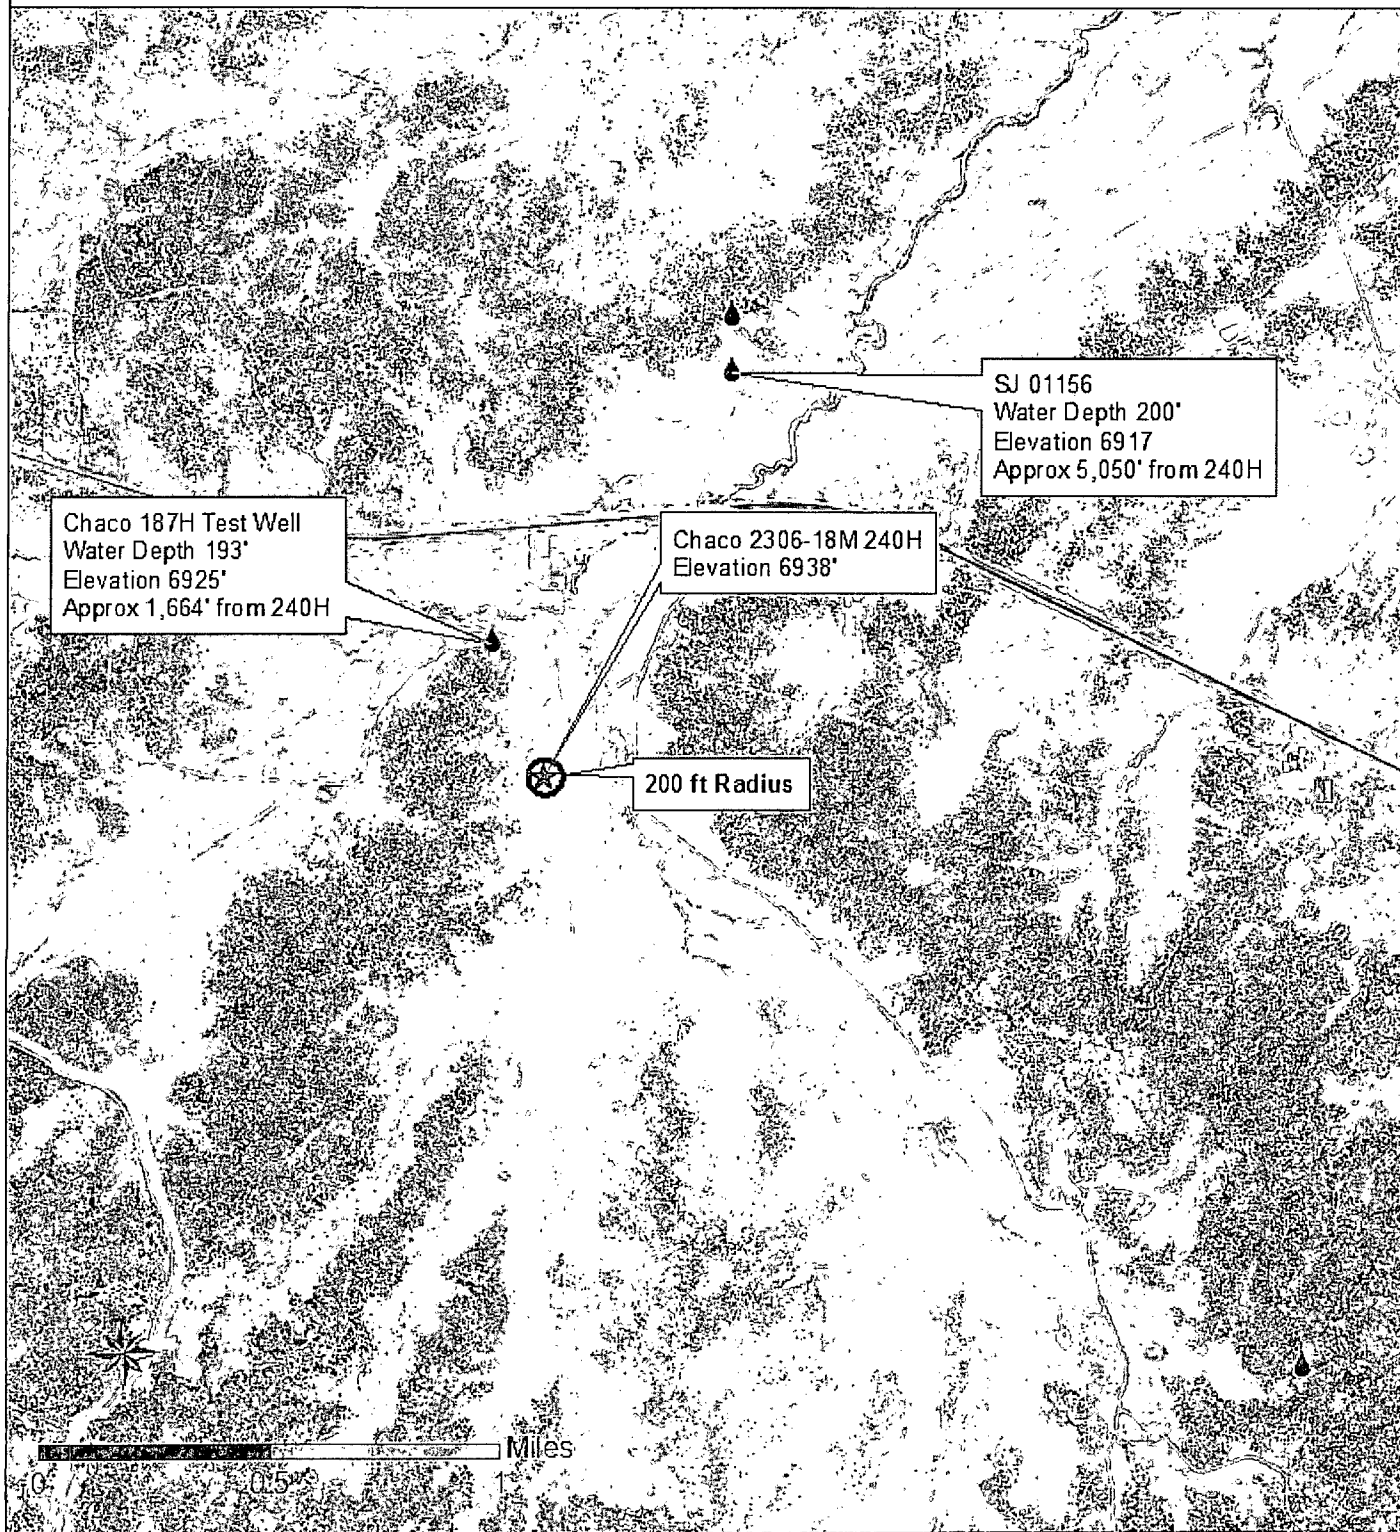 SJ 01156
Water Depth 200'
Elevation 6917
Approx 5,050' from 240H
Chaco 187H Test Well
Water Depth 193'
Elevation 6925'
Approx 1,664' from 240H
Chaco 2306-18M 240H
Elevation 6938'
200 ft Radius
Miles
0 0.5 1